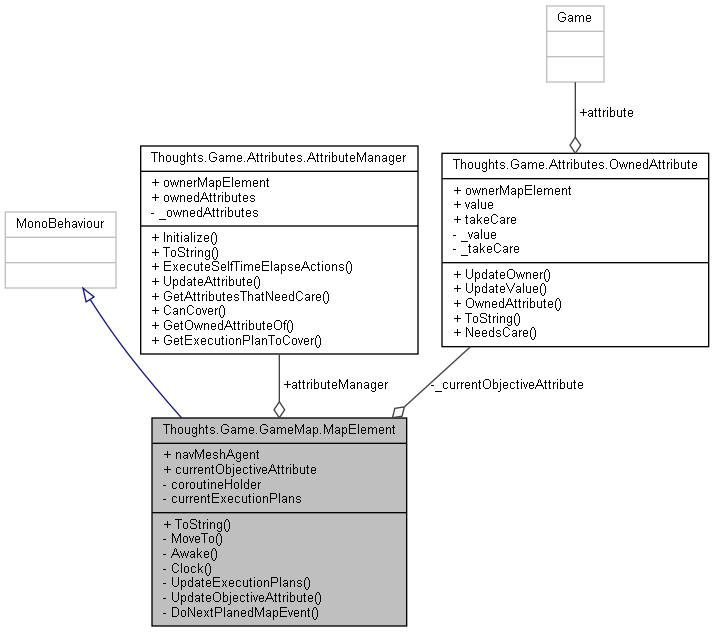 Game
+attribute
Thoughts.Game.Attributes.AttributeManager
+ ownerMapElement
+ ownedAttributes
- _ownedAttributes
+ Initialize()
+ ToString()
+ ExecuteSelfTimeElapseActions()
+ UpdateAttribute()
+ GetAttributesThatNeedCare()
+ CanCover()
+ GetOwnedAttributeOf()
+ GetExecutionPlanToCover()
Thoughts.Game.Attributes.OwnedAttribute
+ ownerMapElement
+ value
+ takeCare
- _value
- _takeCare
+ UpdateOwner()
+ UpdateValue()
+ OwnedAttribute()
+ ToString()
+ NeedsCare()
MonoBehaviour
+attributeManager
-_currentObjectiveAttribute
Thoughts.Game.GameMap.MapElement
+ navMeshAgent
+ currentObjectiveAttribute
- coroutineHolder
- currentExecutionPlans
+ ToString()
- MoveTo()
- Awake()
- Clock()
- UpdateExecutionPlans()
- UpdateObjectiveAttribute()
- DoNextPlanedMapEvent()